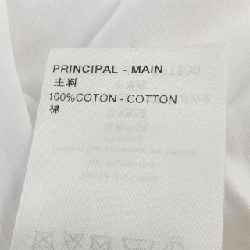 PRINCIPAL - MAIN
主料
100%COTON - COTTON
棉